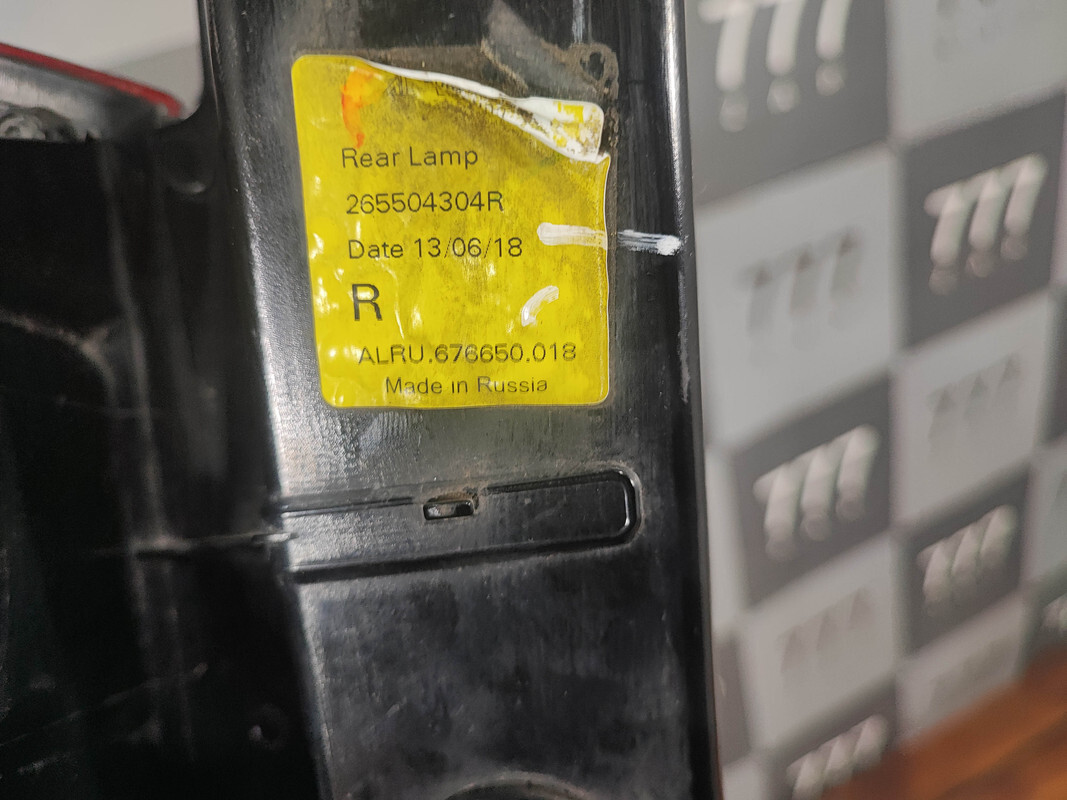 Rear Lamp
265504304R
Date 13/06/18
R
ALRU.676650.018
Made in Russia